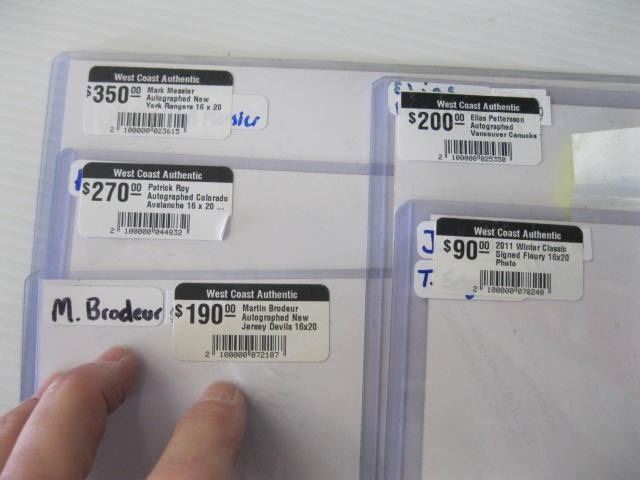 West Coast Authentic
$350.00
Mark Messier
Autographed New
York Rangers 16 x 20
2 100000 023615
West Coast Authentic
$270.00
Patrick Roy
Autographed Colorado
Avalanche 16 x 20 ...
2 100000 044832
M. Brodeur
West Coast Authentic
$190.00
Martin Brodeur
Autographed New
Jersey Devils 16x20
2 100000 072187
West Coast Authentic
$200.00
Elias Pettersson
Autographed
Vancouver Canucks
2 100000 025350
West Coast Authentic
$90.00
2011 Winter Classic
Signed Fleury 16x20
Photo
2 100000 078240
J
T.